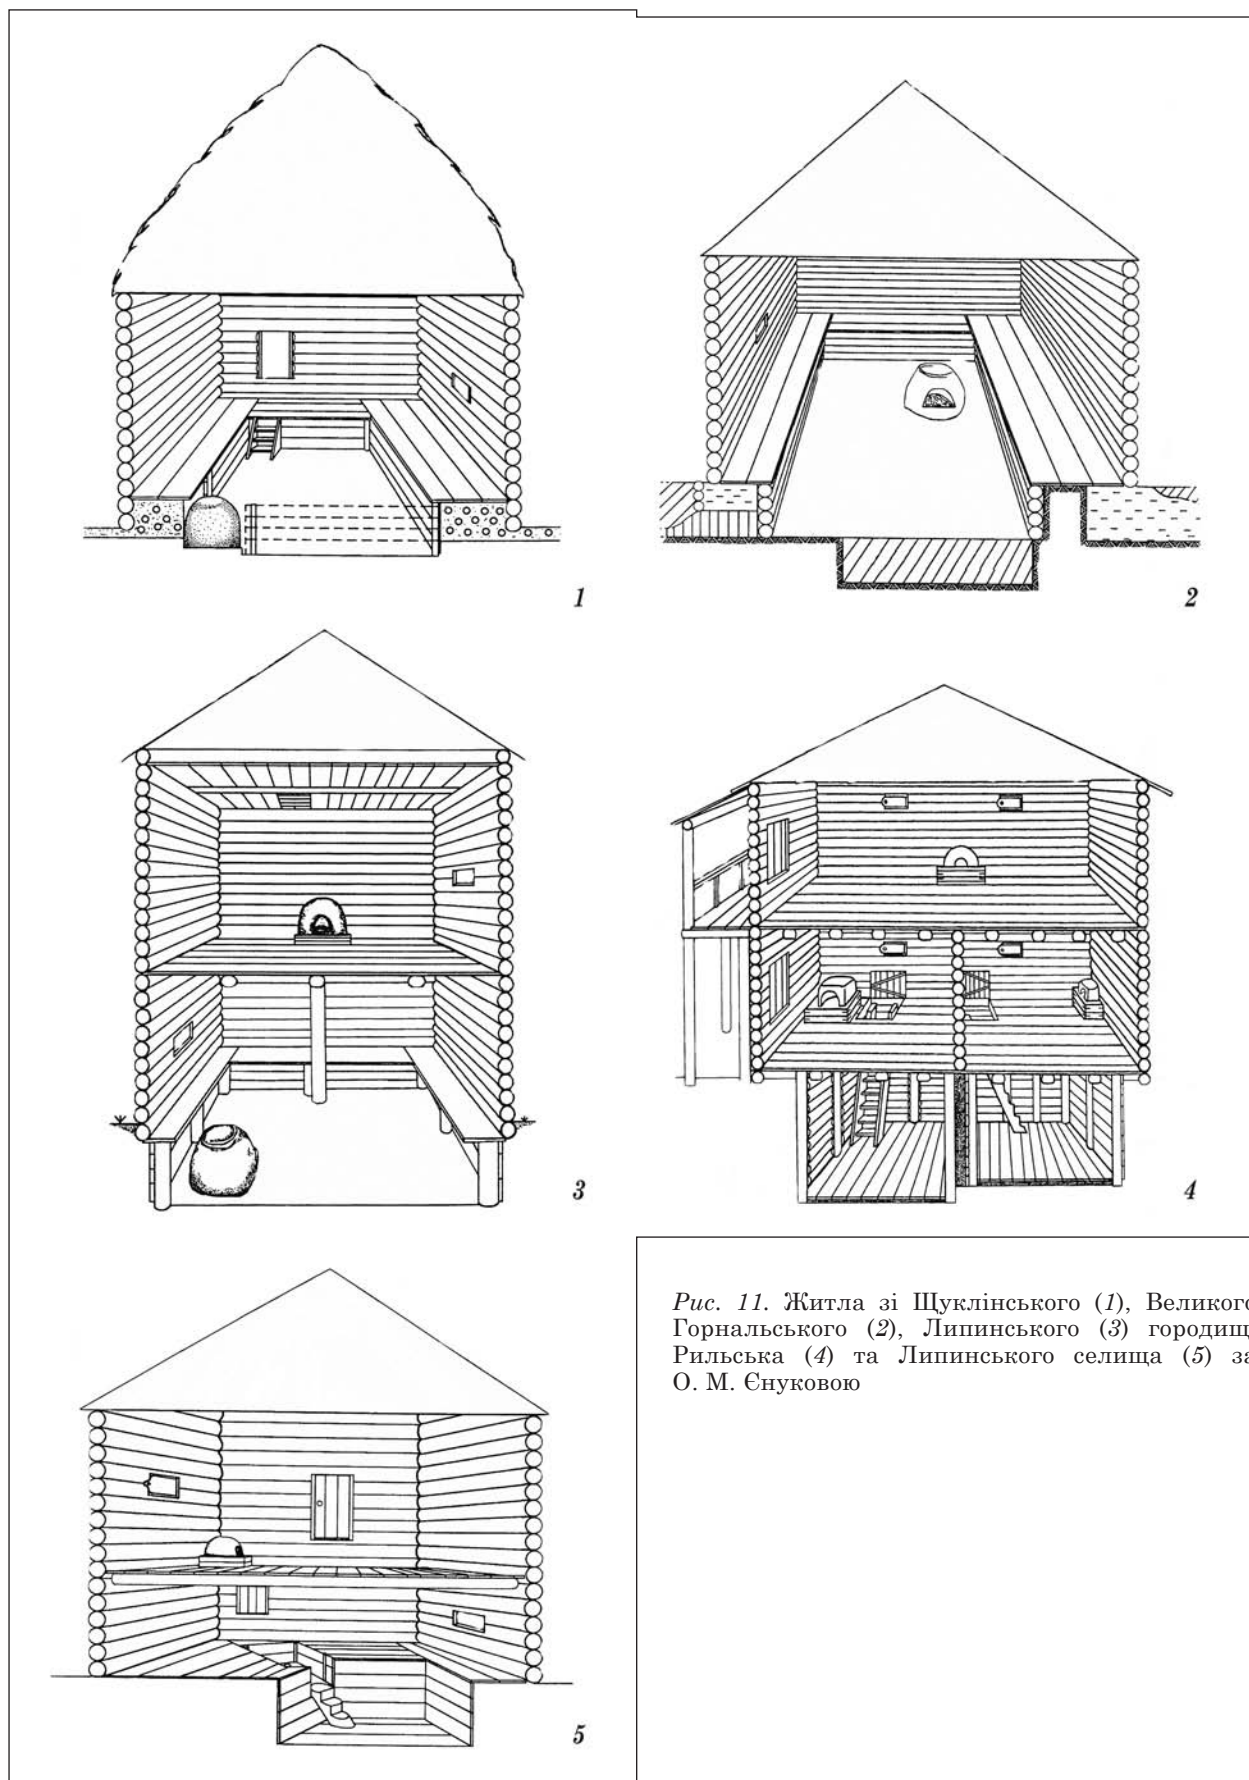 1
2
3
4
5
Рис. 11. Житла зі Щуклінського (1), Великого
Горнальського (2), Липинського (3) городищ
Рильська (4) та Липинського селища (5) за
О. М. Єнуковою